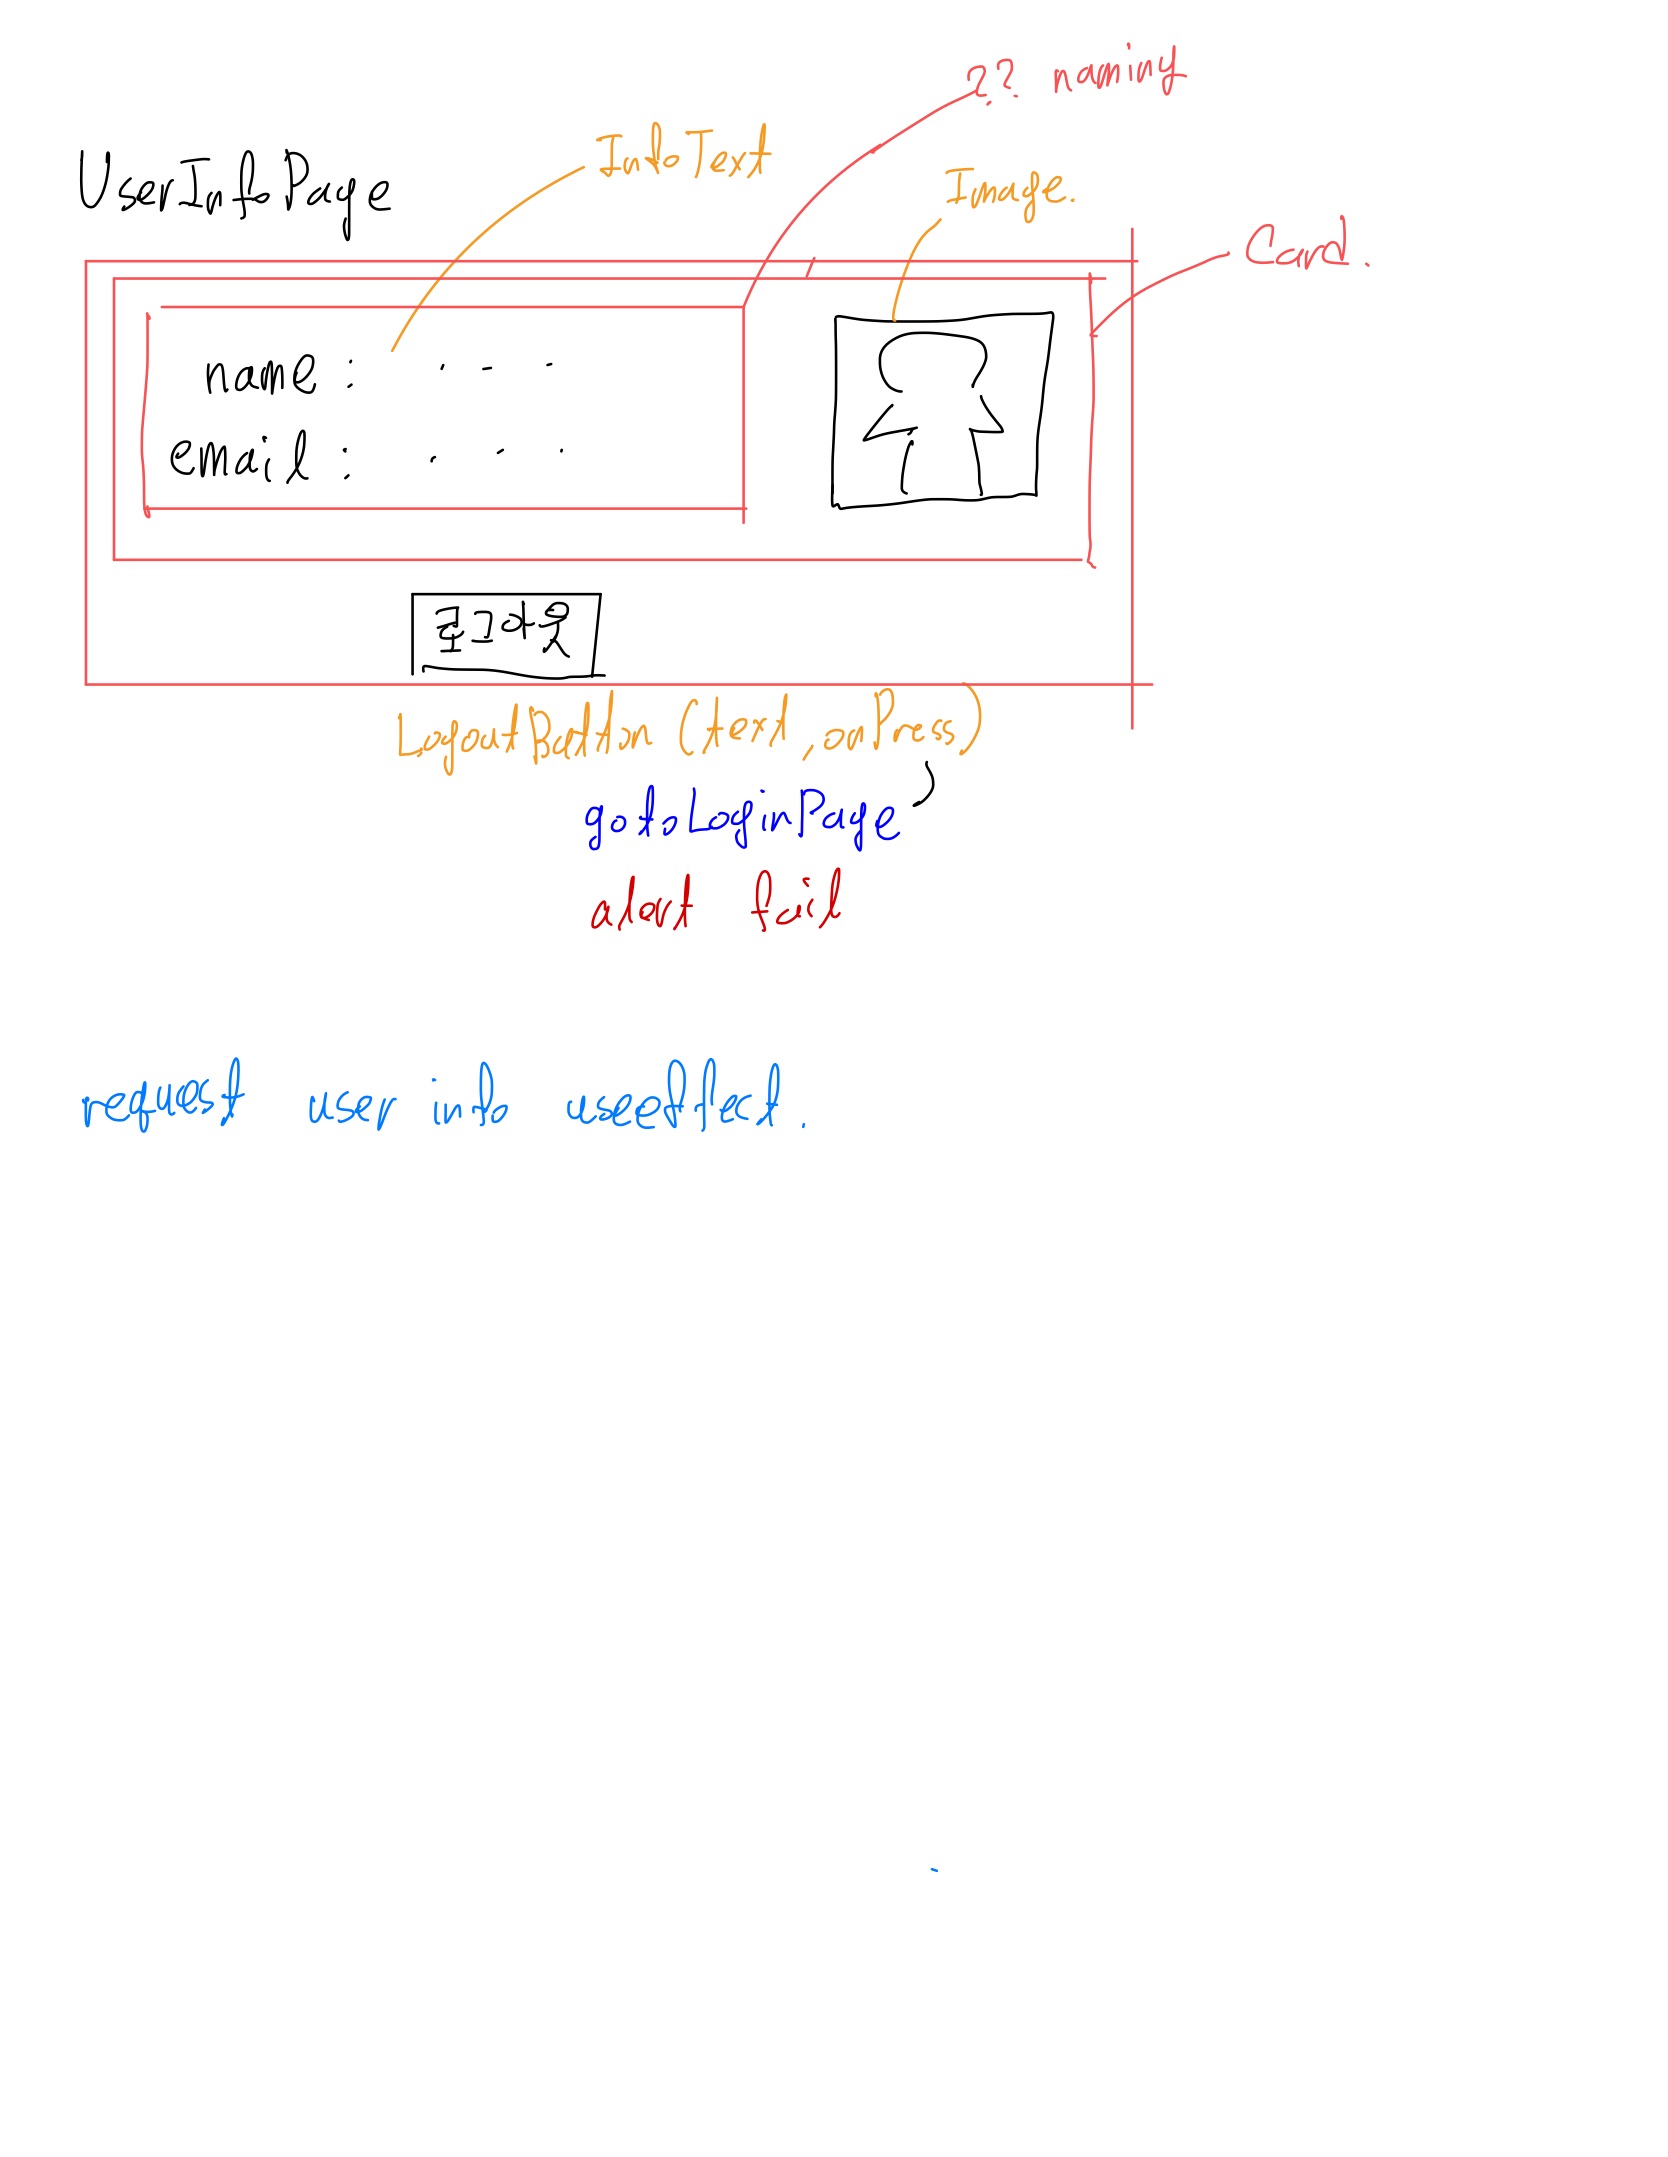 ?? naming
InfoText
Image.
UserInfoPage
Card.
name : . - -
email : . - .
로그아웃
LogoutButton (text, onPress)
gotoLoginPage
alert fail
request user info useeffect.